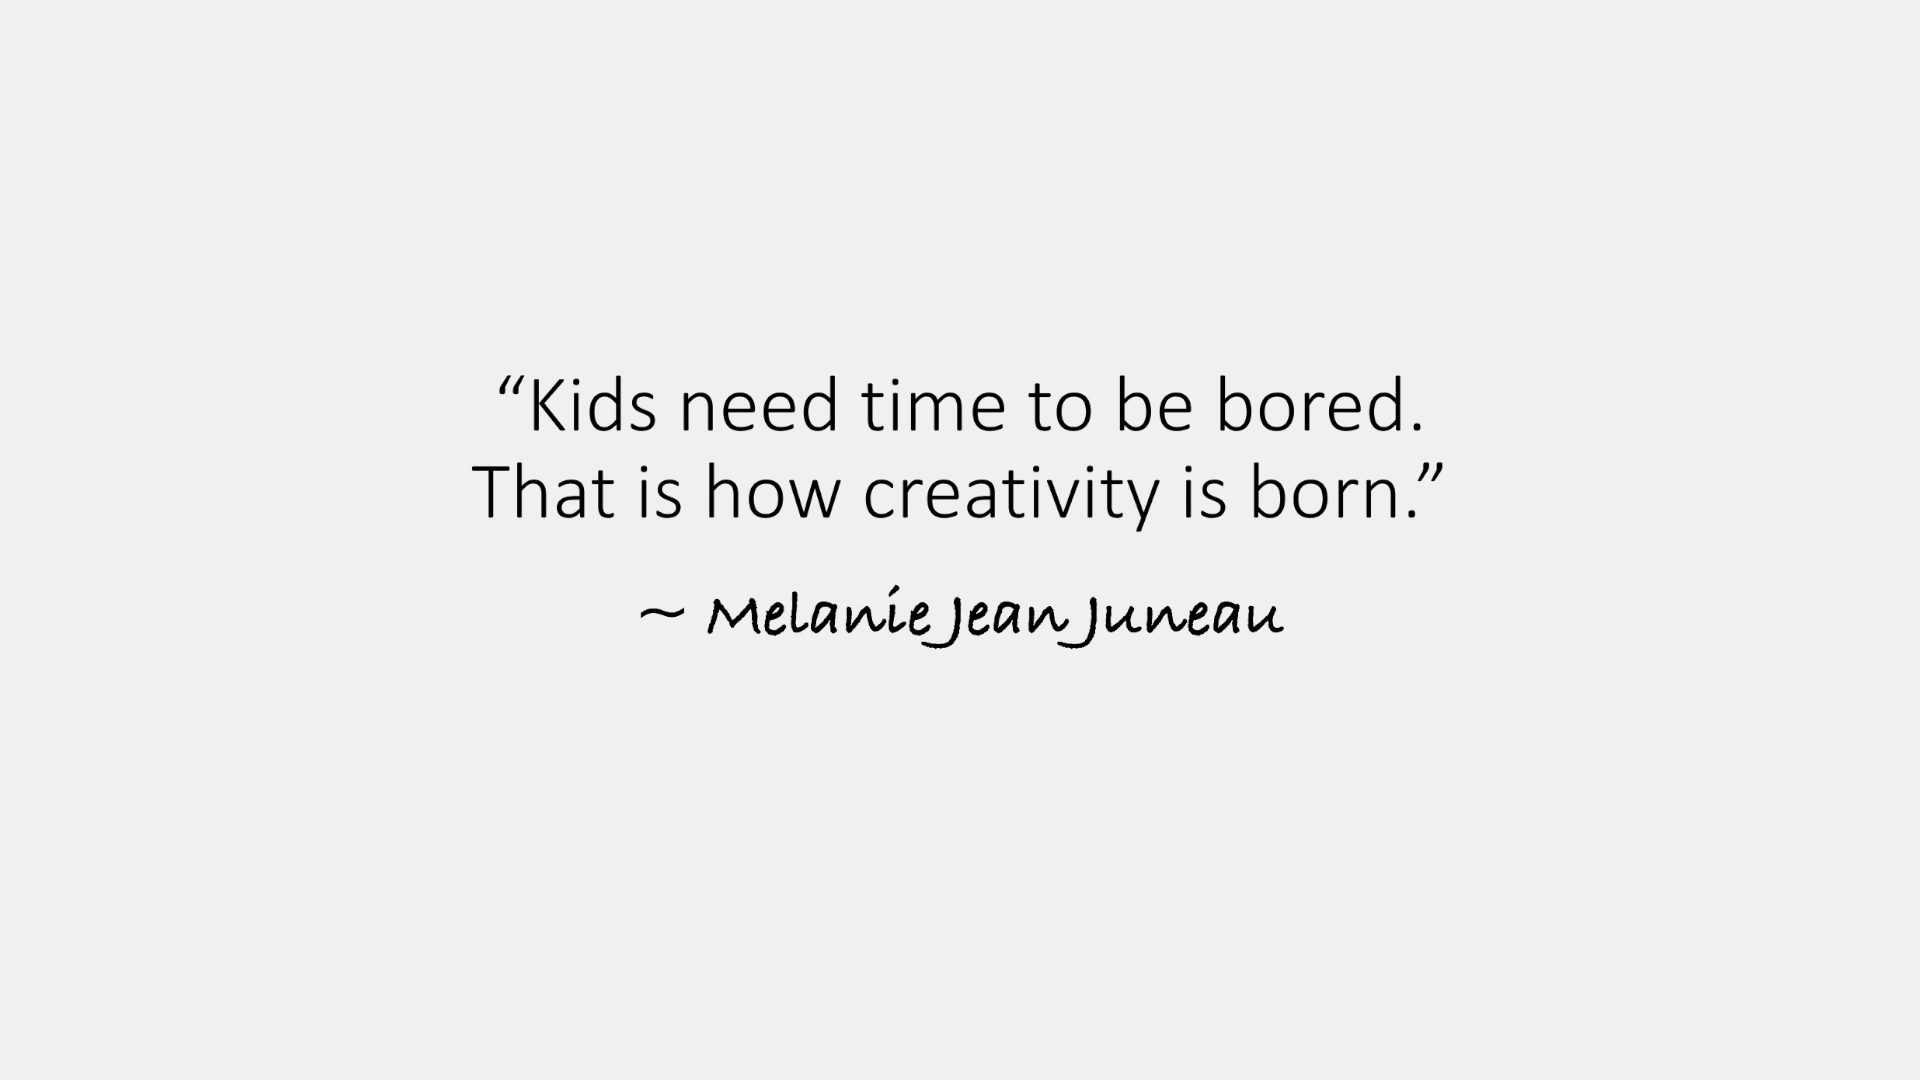 “Kids need time to be bored.
That is how creativity is born.”
~ Melanie Jean Juneau